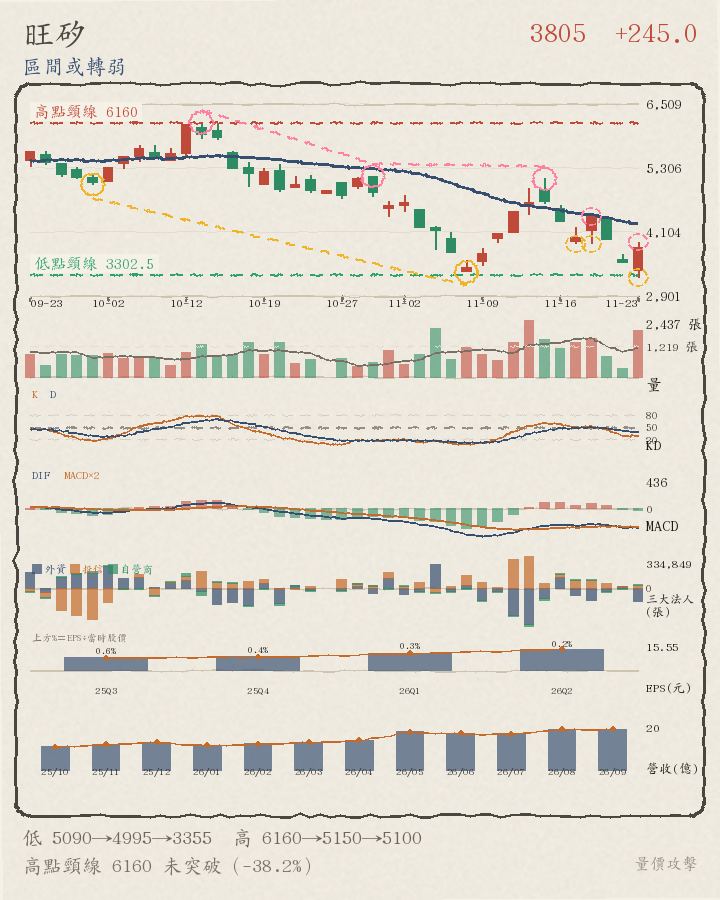 旺矽
3805 +245.0
區間或轉弱
高點頸線 6160
6,509
5,306
4,104
低點頸線 3302.5
2,901
09-23 10-02 10-12 10-19 10-27 11-02 11-09 11-16 11-23
2,437 張
1,219 張
量
K D
80
50
20
KD
DIF MACD×2
436
0
MACD
外資 投信 自營商
334,849
0
三大法人
(張)
上方%=EPS÷當時股價
0.6% 0.4% 0.3% 0.2%
15.55
25Q3 25Q4 26Q1 26Q2
EPS(元)
20
25/10 25/11 25/12 26/01 26/02 26/03 26/04 26/05 26/06 26/07 26/08 26/09
營收(億)
低 5090→4995→3355 高 6160→5150→5100
高點頸線 6160 未突破 (-38.2%)
量價攻擊